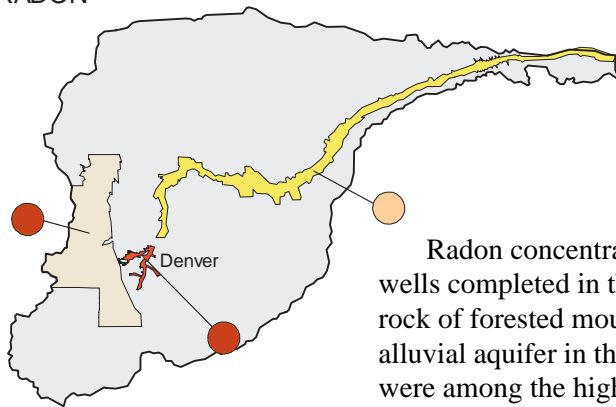 RADON
Denver
Radon concentra
wells completed in t
rock of forested mou
alluvial aquifer in th
were among the high